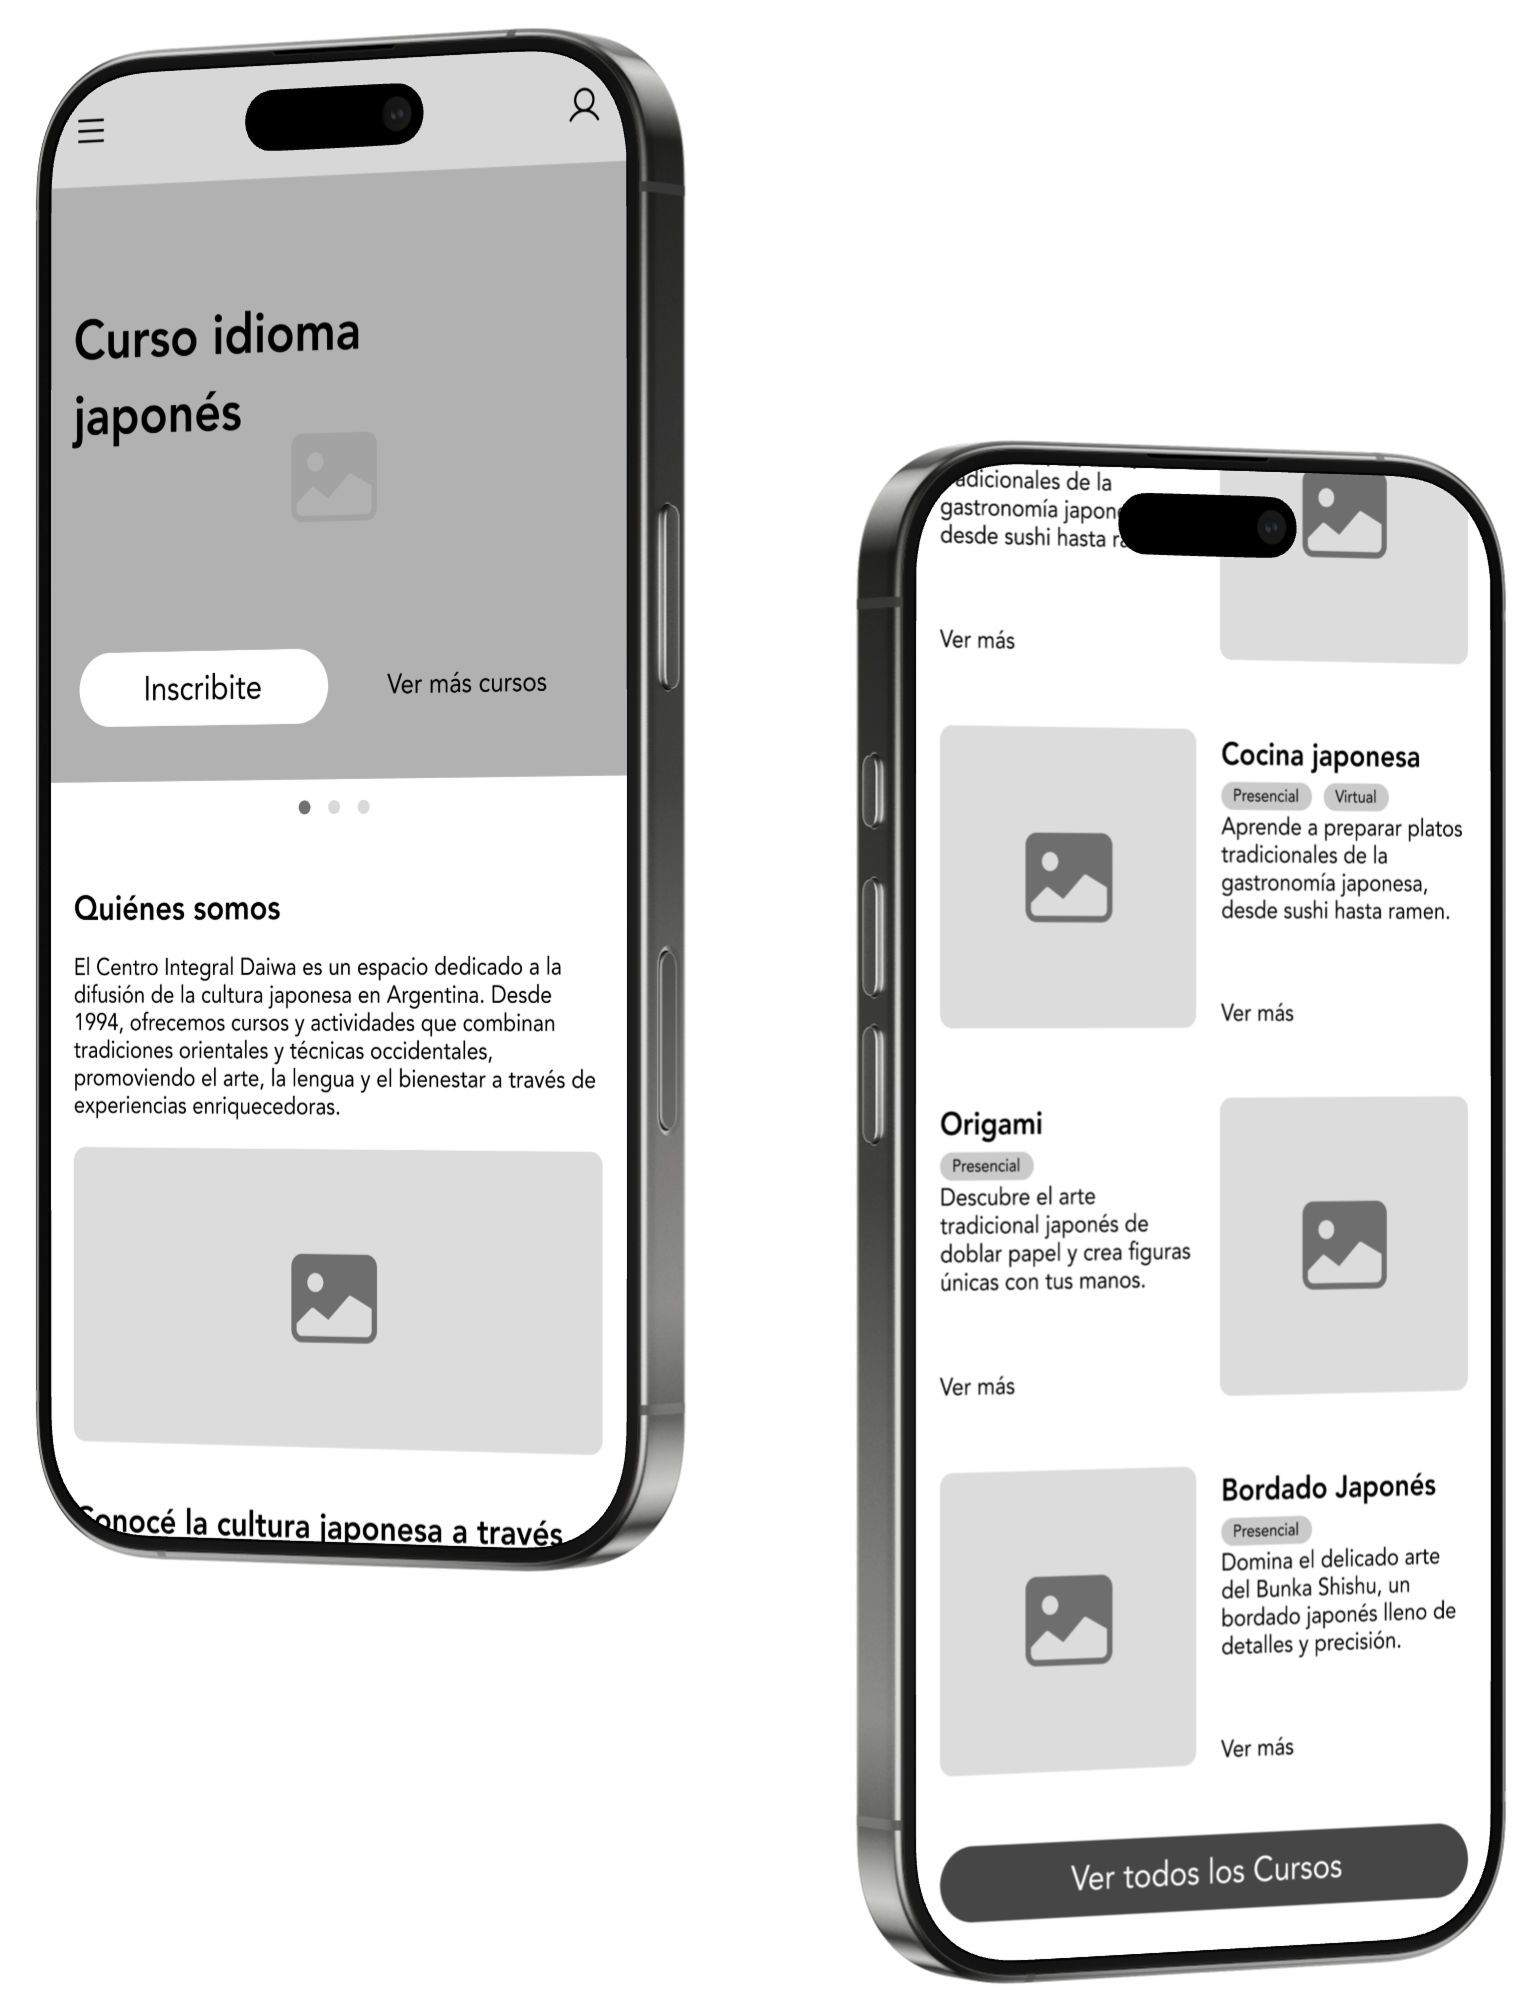 Curso idioma
japonés
Inscribite
Ver más cursos
Quiénes somos
El Centro Integral Daiwa es un espacio dedicado a la
difusión de la cultura japonesa en Argentina. Desde
1994, ofrecemos cursos y actividades que combinan
tradiciones orientales y técnicas occidentales,
promoviendo el arte, la lengua y el bienestar a través de
experiencias enriquecedoras.
Conocé la cultura japonesa a través
adicionales de la
gastronomía japon
desde sushi hasta ra
Ver más
Cocina japonesa
Presencial
Virtual
Aprende a preparar platos
tradicionales de la
gastronomía japonesa,
desde sushi hasta ramen.
Ver más
Origami
Presencial
Descubre el arte
tradicional japonés de
doblar papel y crea figuras
únicas con tus manos.
Ver más
Bordado Japonés
Presencial
Domina el delicado arte
del Bunka Shishu, un
bordado japonés lleno de
detalles y precisión.
Ver más
Ver todos los Cursos